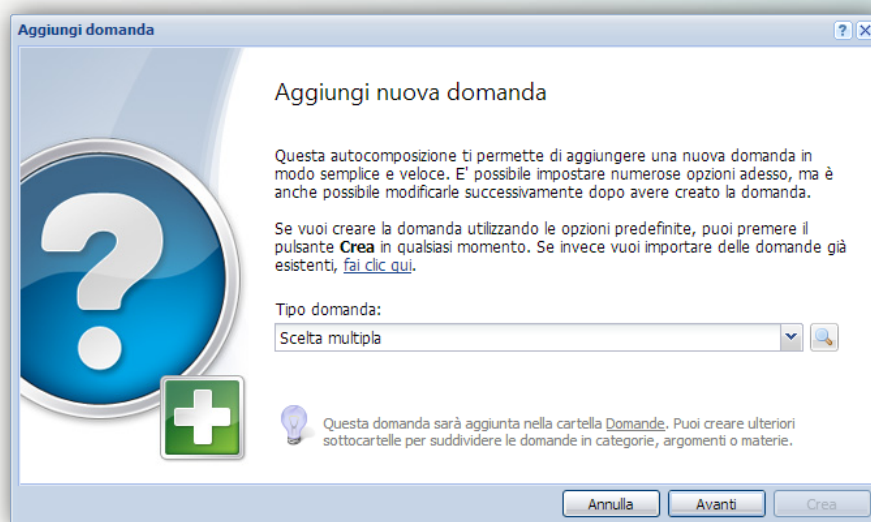 Aggiungi domanda
Aggiungi nuova domanda
Questa autocomposizione ti permette di aggiungere una nuova domanda in
modo semplice e veloce. E' possibile impostare numerose opzioni adesso, ma è
anche possibile modificarle successivamente dopo avere creato la domanda.
Se vuoi creare la domanda utilizzando le opzioni predefinite, puoi premere il
pulsante Crea in qualsiasi momento. Se invece vuoi importare delle domande già
esistenti, fai clic qui.
Tipo domanda:
Scelta multipla
Questa domanda sarà aggiunta nella cartella Domande. Puoi creare ulteriori
sottocartelle per suddividere le domande in categorie, argomenti o materie.
Annulla Avanti Crea